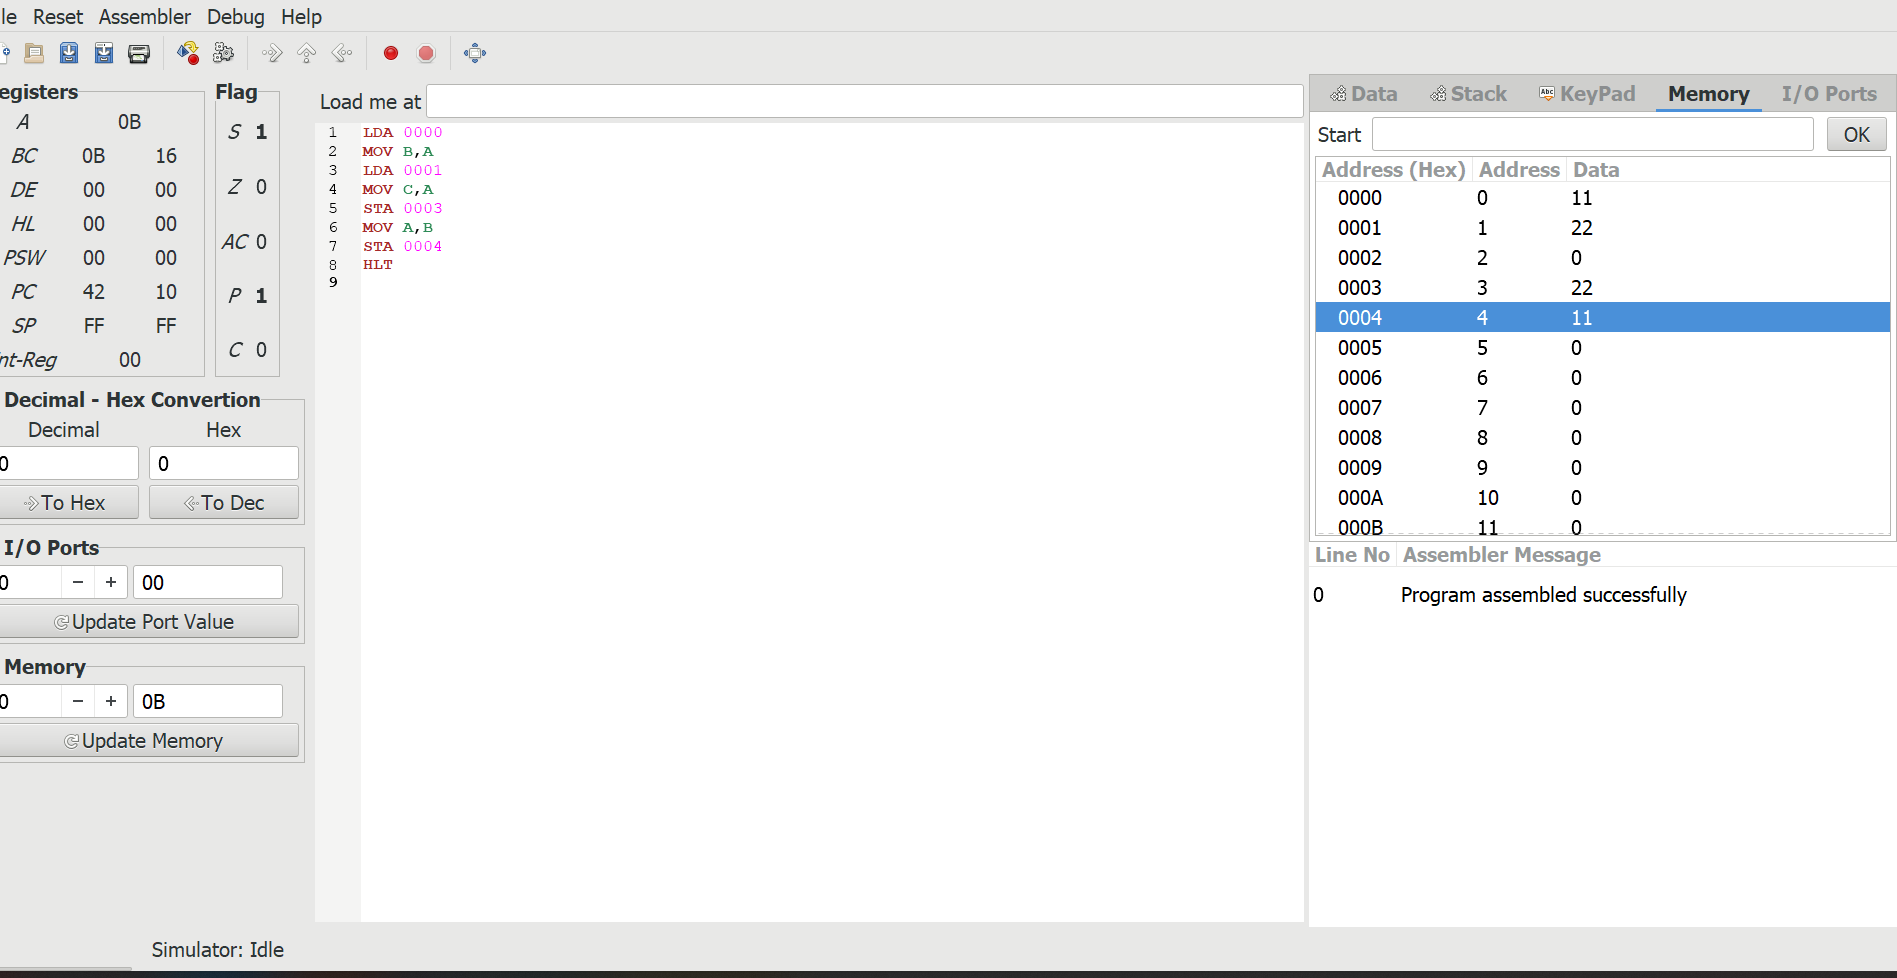 le Reset Assembler Debug Help
egisters
A 0B
BC 0B 16
DE 00 00
HL 00 00
PSW 00 00
PC 42 10
SP FF FF
nt-Reg 00
Flag
S 1
Z 0
AC 0
P 1
C 0
Decimal - Hex Convertion
Decimal Hex
0 0
To Hex To Dec
I/O Ports
0 − + 00
Update Port Value
Memory
0 − + 0B
Update Memory
Simulator: Idle
Load me at
1 LDA 0000
2 MOV B,A
3 LDA 0001
4 MOV C,A
5 STA 0003
6 MOV A,B
7 STA 0004
8 HLT
9
Data Stack Abc KeyPad Memory I/O Ports
Start OK
Address (Hex) Address Data
0000 0 11
0001 1 22
0002 2 0
0003 3 22
0004 4 11
0005 5 0
0006 6 0
0007 7 0
0008 8 0
0009 9 0
000A 10 0
000B 11 0
Line No Assembler Message
0 Program assembled successfully